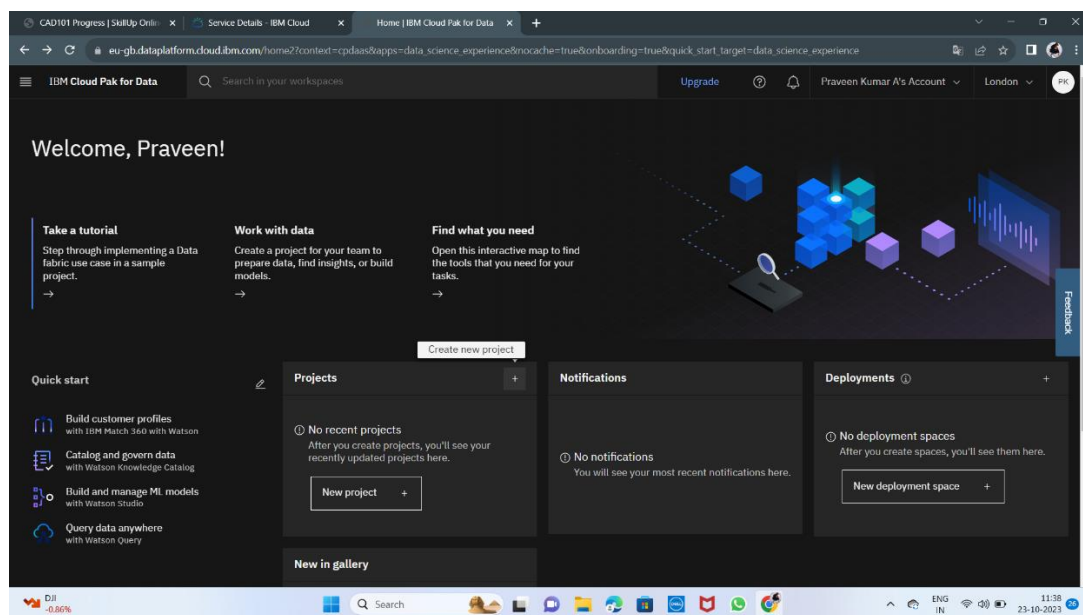 CAD101 Progress | SkillUp Onlin
Service Details - IBM Cloud
Home | IBM Cloud Pak for Data
eu-gb.dataplatform.cloud.ibm.com/home2?context=cpdaas&apps=data_science_experience&nocache=true&onboarding=true&quick_start_target=data_science_experience
IBM Cloud Pak for Data
Search in your workspaces
Upgrade
Praveen Kumar A's Account
London
PK
Welcome, Praveen!
Take a tutorial
Step through implementing a Data
fabric use case in a sample
project.
Work with data
Create a project for your team to
prepare data, find insights, or build
models.
Find what you need
Open this interactive map to find
the tools that you need for your
tasks.
Feedback
Create new project
Quick start
Build customer profiles
with IBM Match 360 with Watson
Catalog and govern data
with Watson Knowledge Catalog
Build and manage ML models
with Watson Studio
Query data anywhere
with Watson Query
Projects
No recent projects
After you create projects, you'll see your
recently updated projects here.
New project +
New in gallery
Notifications
No notifications
You will see your most recent notifications here.
Deployments
No deployment spaces
After you create spaces, you'll see them here.
New deployment space +
DJI
-0.86%
Search
ENG
IN
11:38
23-10-2023
26